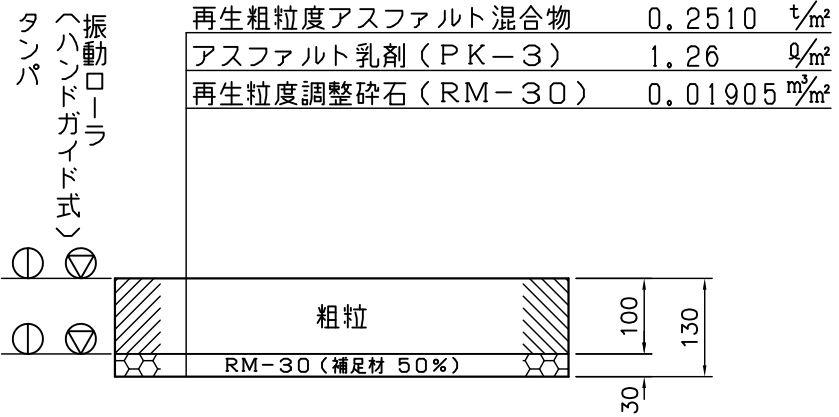 再生粗粒度アスファルト混合物 0.2510 t/m²
アスファルト乳剤（PK－3） 1.26 ℓ/m²
再生粒度調整砕石（RM－30） 0.01905 m³/m²
振動ローラ
（ハンドガイド式）
タンパ
粗粒
RM－30（補足材 50%）
100
130
30